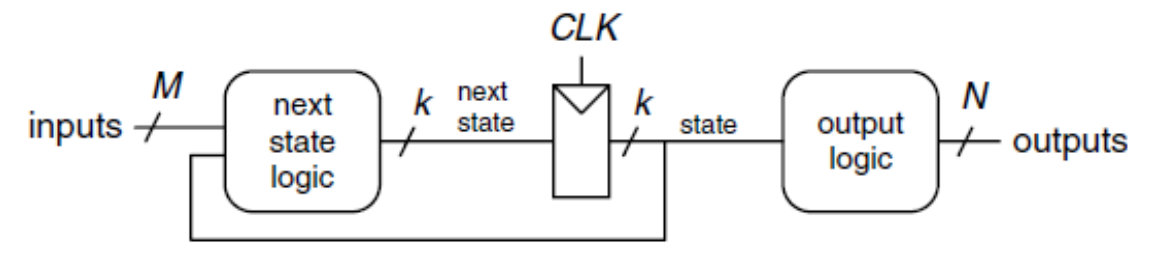 CLK
inputs
M
next
state
logic
k
next
state
k
state
output
logic
N
outputs